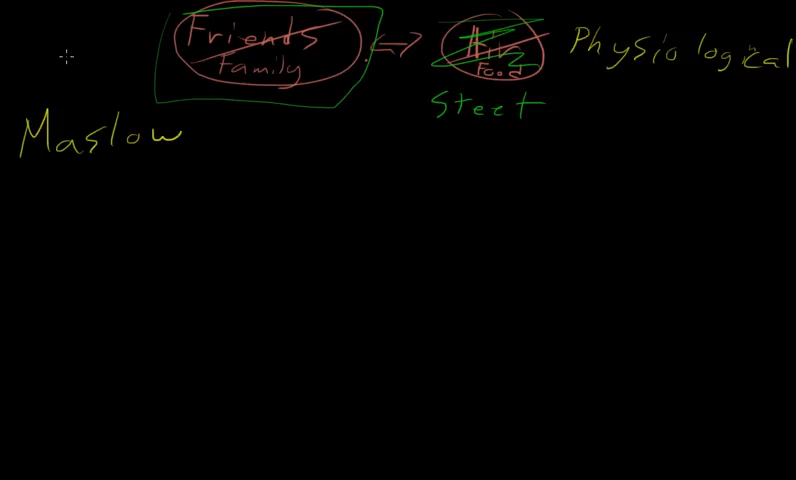 Friends
Family
Food
Physiological
Steet
Maslow